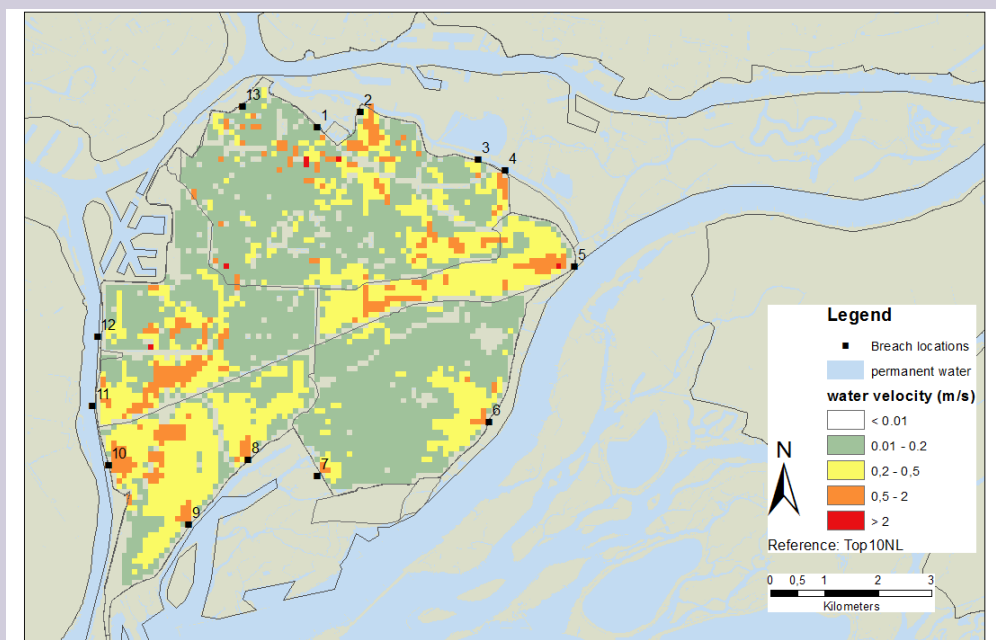 13
1
2
3
4
5
12
11
10
9
8
7
6
Legend
Breach locations
permanent water
water velocity (m/s)
< 0.01
0.01 - 0.2
0,2 - 0,5
0,5 - 2
> 2
N
Reference: Top10NL
0 0,5 1 2 3
Kilometers